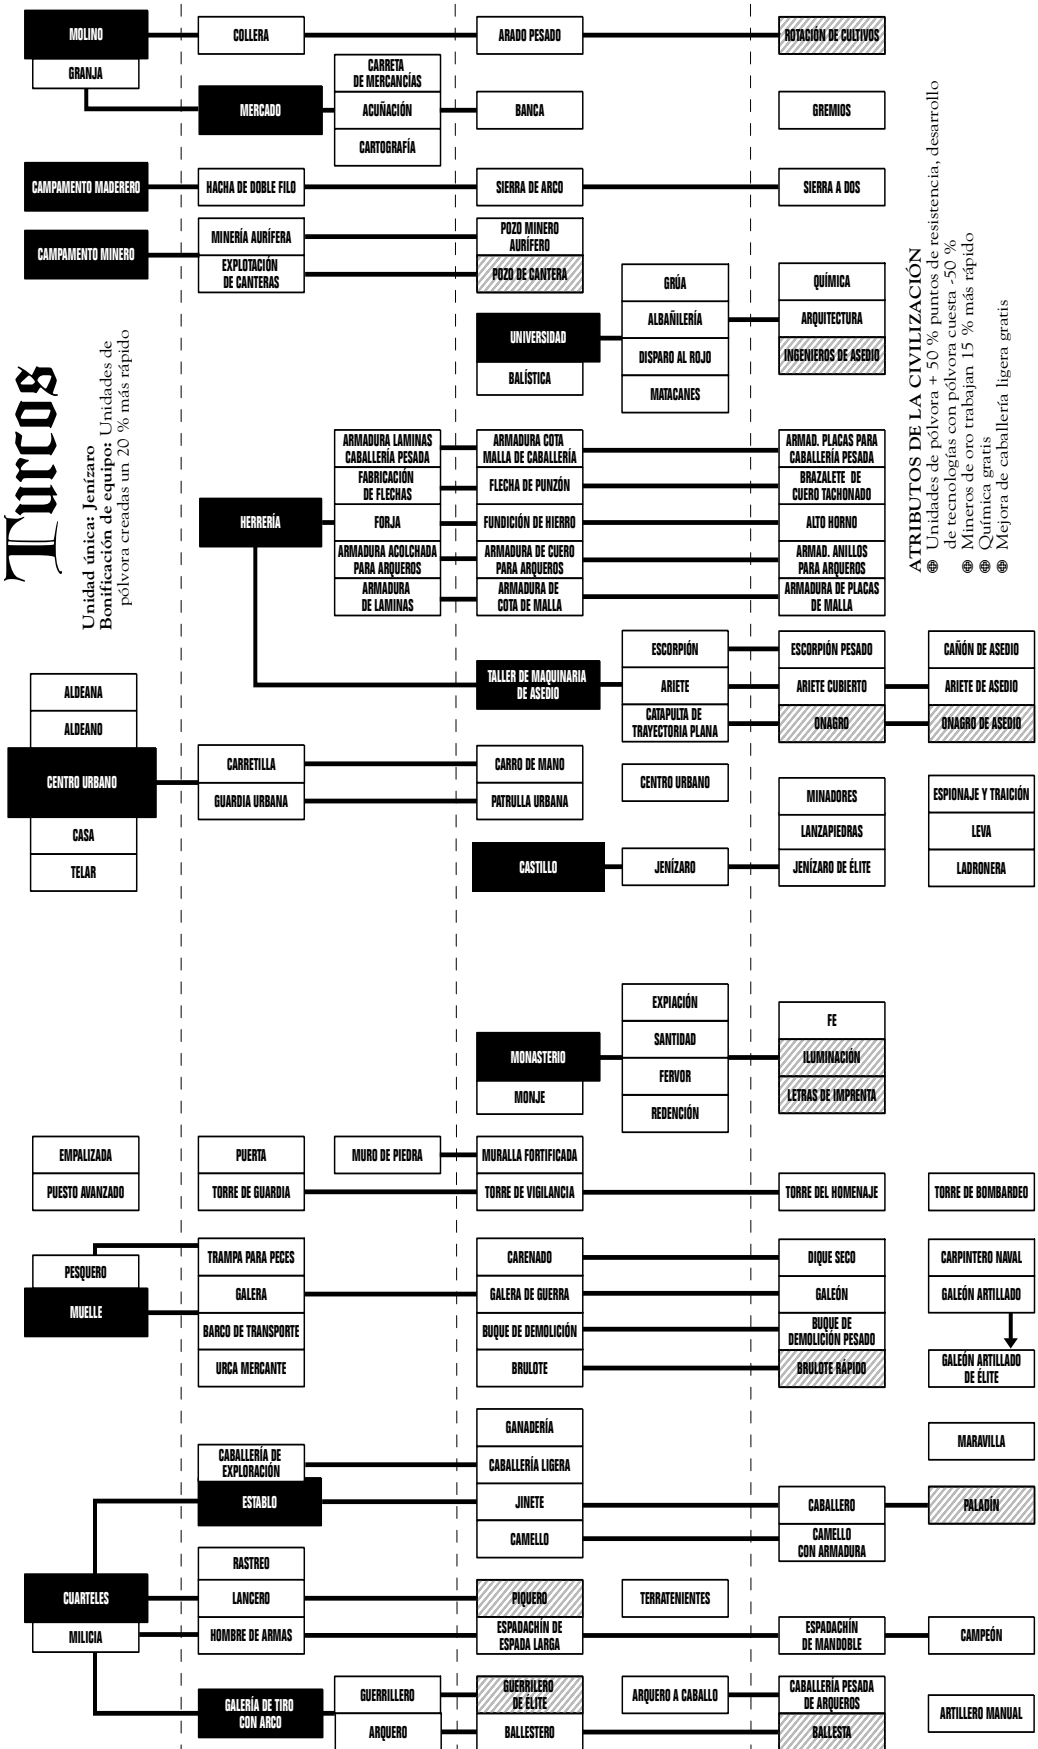 MOLINO
GRANJA
COLLERA
ARADO PESADO
ROTACIÓN DE CULTIVOS
MERCADO
CARRETA
DE MERCANCÍAS
ACUÑACIÓN
CARTOGRAFÍA
BANCA
GREMIOS
CAMPAMENTO MADERERO
HACHA DE DOBLE FILO
SIERRA DE ARCO
SIERRA A DOS
CAMPAMENTO MINERO
MINERÍA AURÍFERA
EXPLOTACIÓN
DE CANTERAS
POZO MINERO
AURÍFERO
POZO DE CANTERA
UNIVERSIDAD
BALÍSTICA
GRÚA
ALBAÑILERÍA
DISPARO AL ROJO
MATACANES
QUÍMICA
ARQUITECTURA
INGENIEROS DE ASEDIO
Turcos
Unidad única: Jenízaro
Bonificación de equipo: Unidades de
pólvora creadas un 20 % más rápido
ATRIBUTOS DE LA CIVILIZACIÓN
Unidades de pólvora + 50 % puntos de resistencia, desarrollo
de tecnologías con pólvora cuesta -50 %
Mineros de oro trabajan 15 % más rápido
Química gratis
Mejora de caballería ligera gratis
HERRERÍA
ARMADURA LAMINAS
CABALLERÍA PESADA
FABRICACIÓN
DE FLECHAS
FORJA
ARMADURA ACOLCHADA
PARA ARQUEROS
ARMADURA
DE LAMINAS
ARMADURA COTA
MALLA DE CABALLERÍA
FLECHA DE PUNZÓN
FUNDICIÓN DE HIERRO
ARMADURA DE CUERO
PARA ARQUEROS
ARMADURA DE
COTA DE MALLA
ARMAD. PLACAS PARA
CABALLERÍA PESADA
BRAZALETE DE
CUERO TACHONADO
ALTO HORNO
ARMAD. ANILLOS
PARA ARQUEROS
ARMADURA DE PLACAS
DE MALLA
TALLER DE MAQUINARIA
DE ASEDIO
ESCORPIÓN
ARIETE
CATAPULTA DE
TRAYECTORIA PLANA
ESCORPIÓN PESADO
ARIETE CUBIERTO
ONAGRO
CAÑÓN DE ASEDIO
ARIETE DE ASEDIO
ONAGRO DE ASEDIO
ALDEANA
ALDEANO
CENTRO URBANO
CASA
TELAR
CARRETILLA
GUARDIA URBANA
CARRO DE MANO
PATRULLA URBANA
CENTRO URBANO
CASTILLO
JENÍZARO
MINADORES
LANZAPIEDRAS
JENÍZARO DE ÉLITE
ESPIONAJE Y TRAICIÓN
LEVA
LADRONERA
MONASTERIO
MONJE
EXPIACIÓN
SANTIDAD
FERVOR
REDENCIÓN
FE
ILUMINACIÓN
LETRAS DE IMPRENTA
EMPALIZADA
PUESTO AVANZADO
PUERTA
TORRE DE GUARDIA
MURO DE PIEDRA
MURALLA FORTIFICADA
TORRE DE VIGILANCIA
TORRE DEL HOMENAJE
TORRE DE BOMBARDEO
PESQUERO
MUELLE
TRAMPA PARA PECES
GALERA
BARCO DE TRANSPORTE
URCA MERCANTE
CARENADO
GALERA DE GUERRA
BUQUE DE DEMOLICIÓN
BRULOTE
DIQUE SECO
GALEÓN
BUQUE DE
DEMOLICIÓN PESADO
BRULOTE RÁPIDO
CARPINTERO NAVAL
GALEÓN ARTILLADO
GALEÓN ARTILLADO
DE ÉLITE
MARAVILLA
CABALLERÍA DE
EXPLORACIÓN
ESTABLO
GANADERÍA
CABALLERÍA LIGERA
JINETE
CAMELLO
CABALLERO
CAMELLO
CON ARMADURA
PALADÍN
CUARTELES
MILICIA
RASTREO
LANCERO
HOMBRE DE ARMAS
PIQUERO
ESPADACHÍN DE
ESPADA LARGA
TERRATENIENTES
ESPADACHÍN
DE MANDOBLE
CAMPEÓN
GALERÍA DE TIRO
CON ARCO
GUERRILLERO
ARQUERO
GUERRILERO
DE ÉLITE
BALLESTERO
ARQUERO A CABALLO
CABALLERÍA PESADA
DE ARQUEROS
BALLESTA
ARTILLERO MANUAL